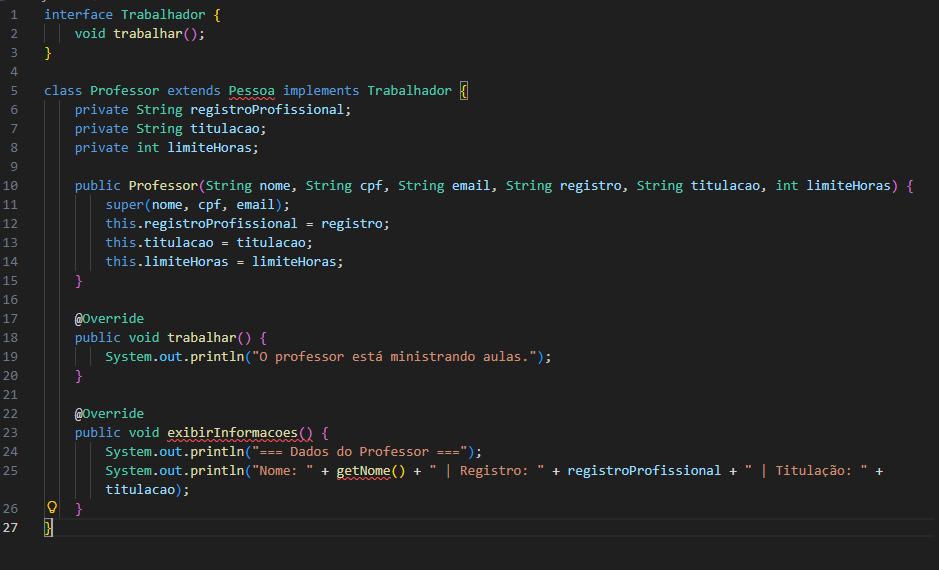 1 interface Trabalhador {
2     void trabalhar();
3 }
4
5 class Professor extends Pessoa implements Trabalhador {
6     private String registroProfissional;
7     private String titulacao;
8     private int limiteHoras;
9
10     public Professor(String nome, String cpf, String email, String registro, String titulacao, int limiteHoras) {
11         super(nome, cpf, email);
12         this.registroProfissional = registro;
13         this.titulacao = titulacao;
14         this.limiteHoras = limiteHoras;
15     }
16
17     @Override
18     public void trabalhar() {
19         System.out.println("O professor está ministrando aulas.");
20     }
21
22     @Override
23     public void exibirInformacoes() {
24         System.out.println("=== Dados do Professor ===");
25         System.out.println("Nome: " + getNome() + " | Registro: " + registroProfissional + " | Titulação: " +
        titulacao);
26     }
27 }